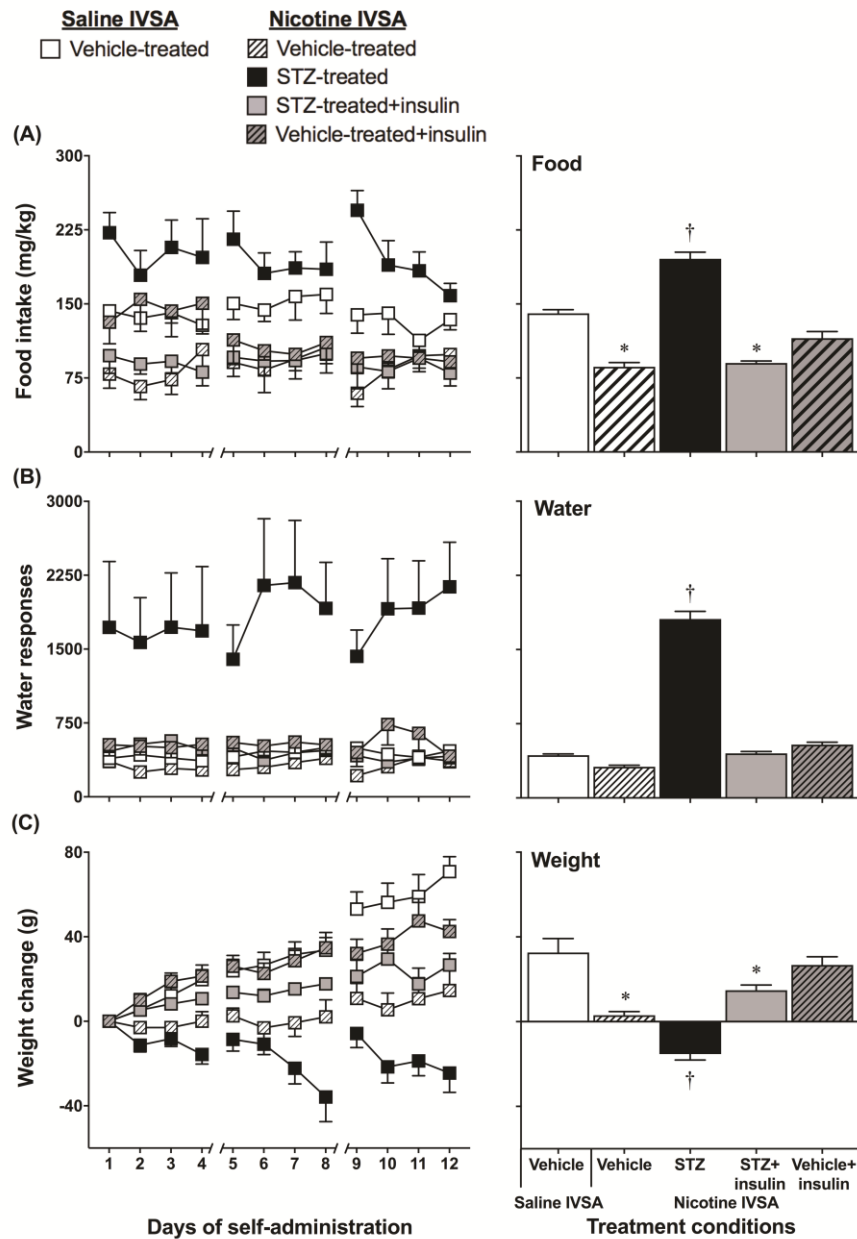 Saline IVSA
Vehicle-treated
Nicotine IVSA
Vehicle-treated
STZ-treated
STZ-treated+insulin
Vehicle-treated+insulin
(A)
Food intake (mg/kg)
300
225
150
75
0
Food
*
†
*
(B)
Water responses
3000
2250
1500
750
0
Water
†
(C)
Weight change (g)
80
40
0
-40
1 2 3 4 5 6 7 8 9 10 11 12
Days of self-administration
Weight
*
†
*
Vehicle Vehicle STZ STZ+ Vehicle+
insulin insulin
Saline IVSA Nicotine IVSA
Treatment conditions